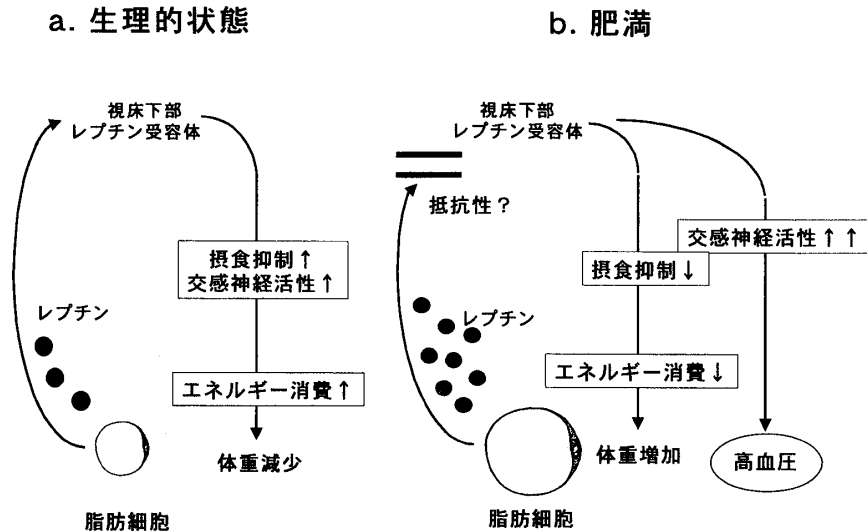 a. 生理的状態
視床下部
レプチン受容体
摂食抑制↑
交感神経活性↑
レプチン
エネルギー消費↑
体重減少
脂肪細胞
b. 肥満
視床下部
レプチン受容体
抵抗性？
交感神経活性↑↑
摂食抑制↓
レプチン
エネルギー消費↓
体重増加
高血圧
脂肪細胞